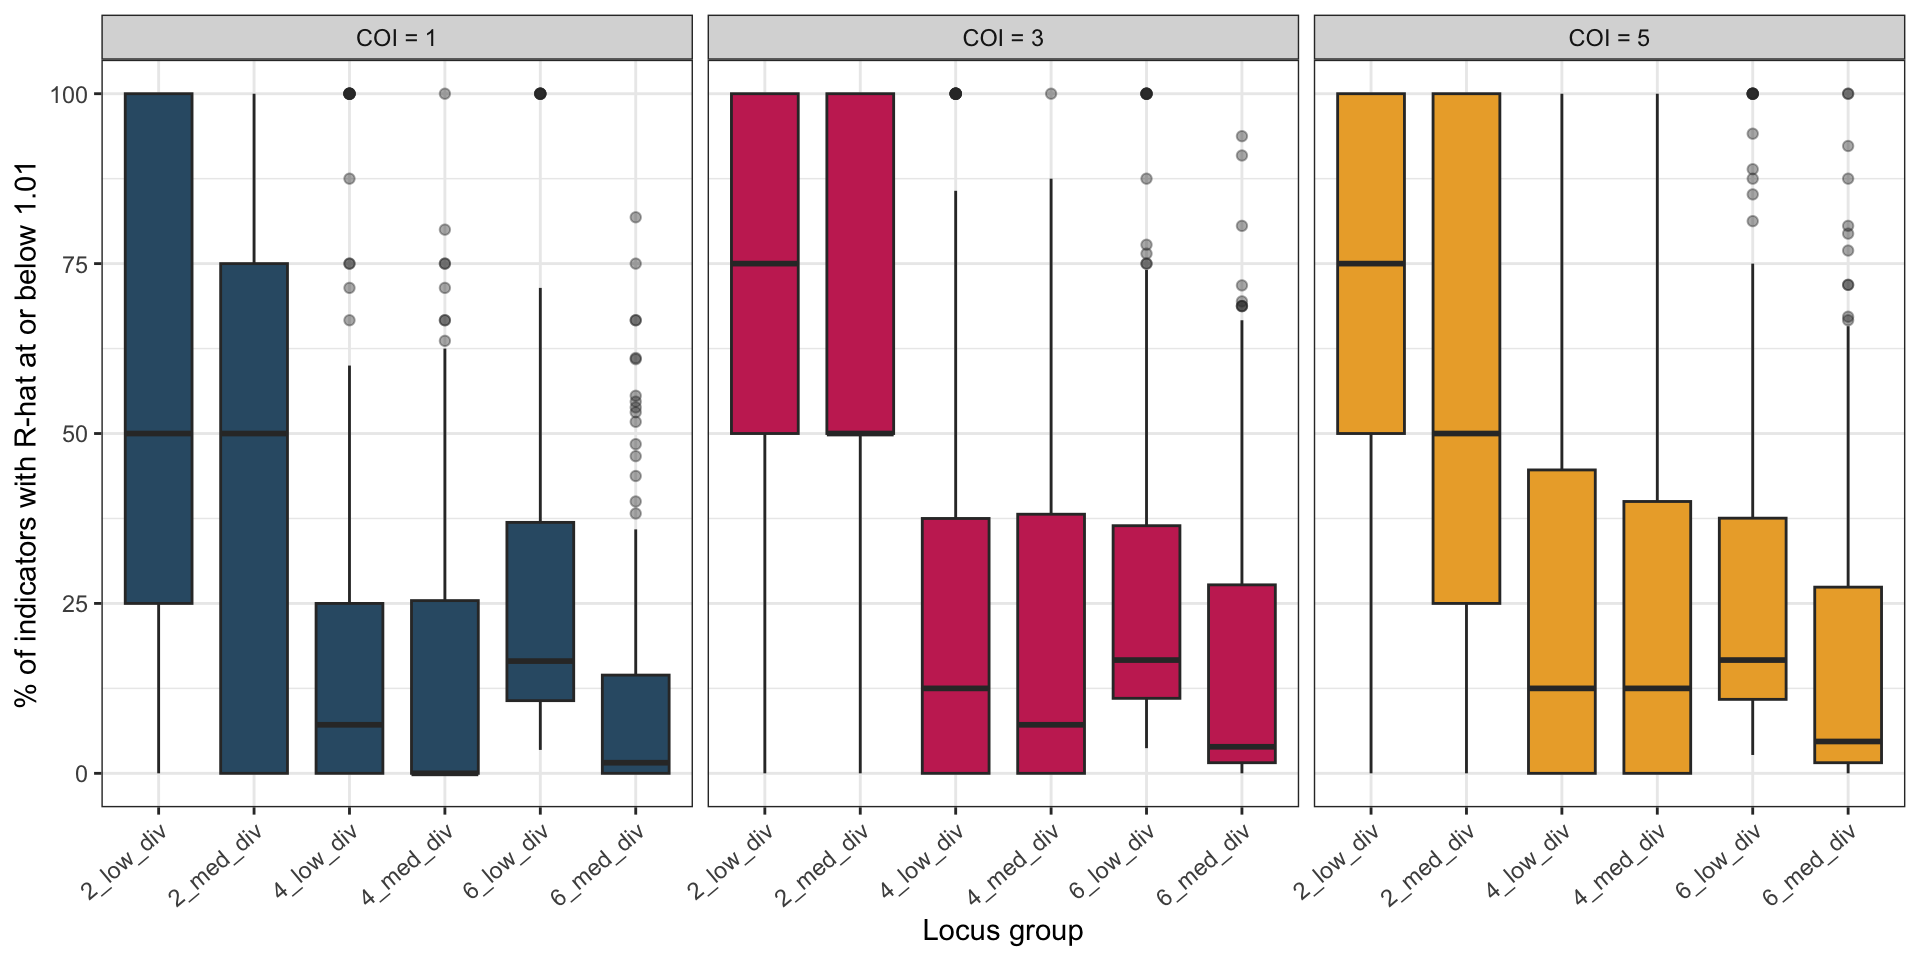 COI = 1
COI = 3
COI = 5
% of indicators with R-hat at or below 1.01
100
75
50
25
0
2_low_div
2_med_div
4_low_div
4_med_div
6_low_div
6_med_div
2_low_div
2_med_div
4_low_div
4_med_div
6_low_div
6_med_div
2_low_div
2_med_div
4_low_div
4_med_div
6_low_div
6_med_div
Locus group